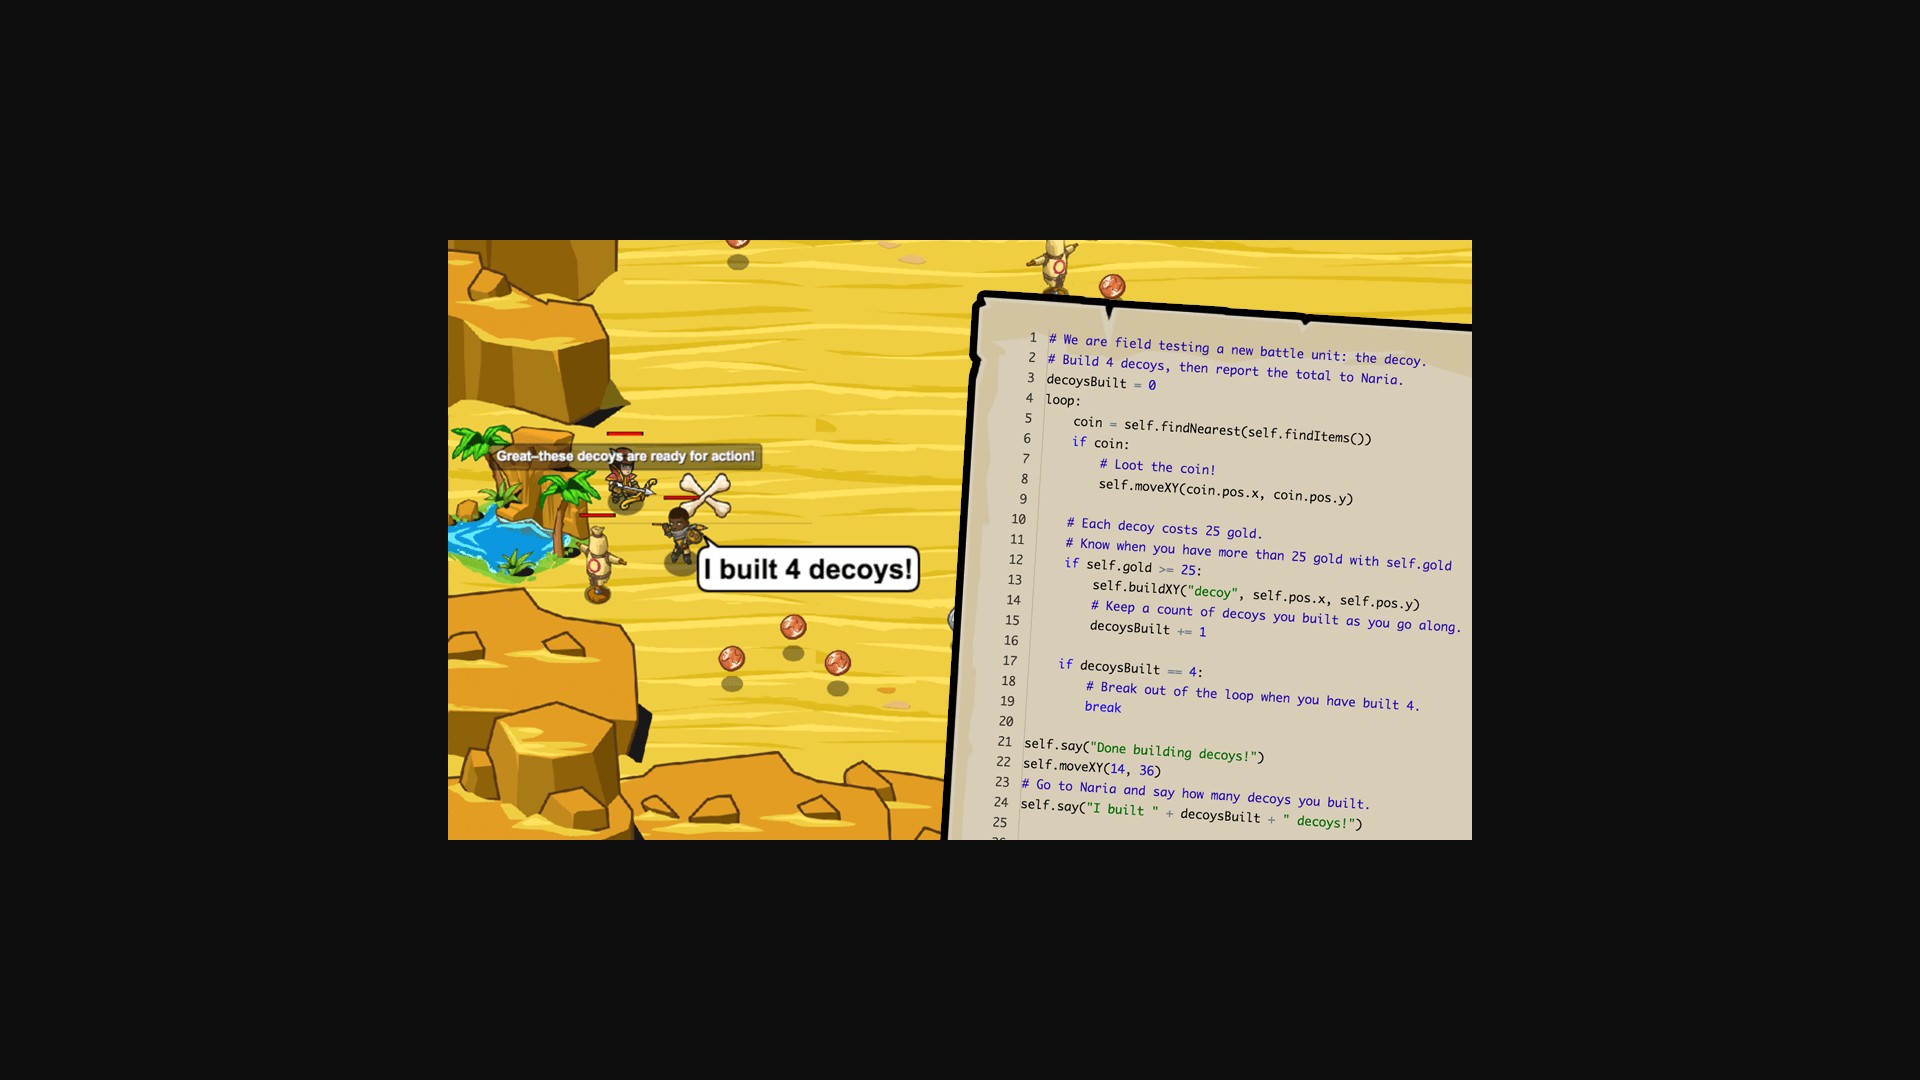 Great–these decoys are ready for action!
I built 4 decoys!
1 # We are field testing a new battle unit: the decoy.
2 # Build 4 decoys, then report the total to Naria.
3 decoysBuilt = 0
4 loop:
5     coin = self.findNearest(self.findItems())
6     if coin:
7         # Loot the coin!
8         self.moveXY(coin.pos.x, coin.pos.y)
9
10     # Each decoy costs 25 gold.
11     # Know when you have more than 25 gold with self.gold
12     if self.gold >= 25:
13         self.buildXY("decoy", self.pos.x, self.pos.y)
14         # Keep a count of decoys you built as you go along.
15         decoysBuilt += 1
16
17     if decoysBuilt == 4:
18         # Break out of the loop when you have built 4.
19         break
20
21 self.say("Done building decoys!")
22 self.moveXY(14, 36)
23 # Go to Naria and say how many decoys you built.
24 self.say("I built " + decoysBuilt + " decoys!")
25